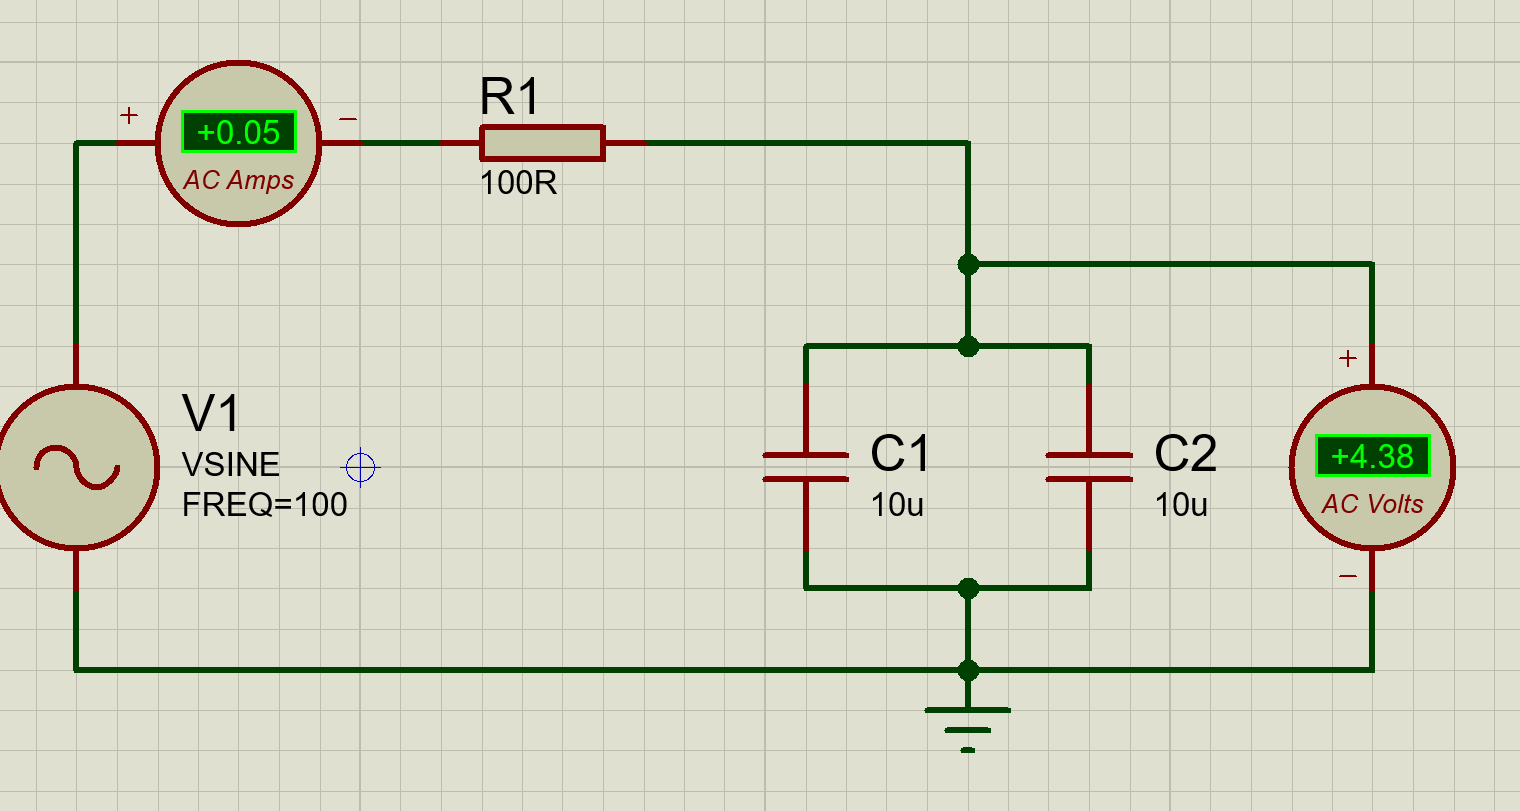 R1
+
+0.05
−
AC Amps
100R
+
V1
C1
C2
+4.38
VSINE
10u
10u
AC Volts
FREQ=100
−